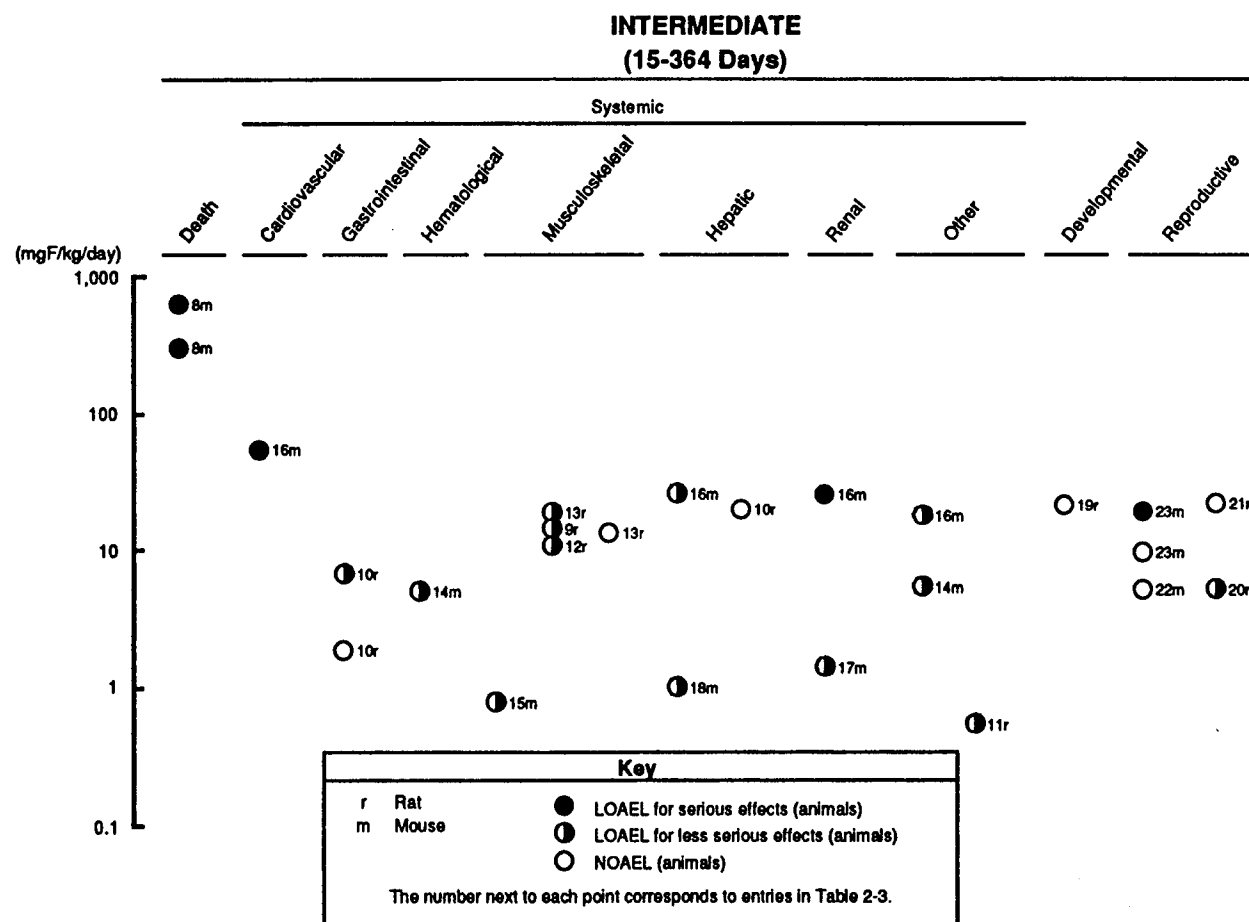 INTERMEDIATE
(15-364 Days)
Systemic
Death
Cardiovascular
Gastrointestinal
Hematological
Musculoskeletal
Hepatic
Renal
Other
Developmental
Reproductive
(mgF/kg/day)
1,000
8m
8m
100
16m
16m
10r
16m
16m
19r
23m
21r
13r
9r
13r
12r
10
23m
10r
14m
14m
22m
20r
10r
17m
1
15m
18m
11r
0.1
Key
r Rat
m Mouse
LOAEL for serious effects (animals)
LOAEL for less serious effects (animals)
NOAEL (animals)
The number next to each point corresponds to entries in Table 2-3.